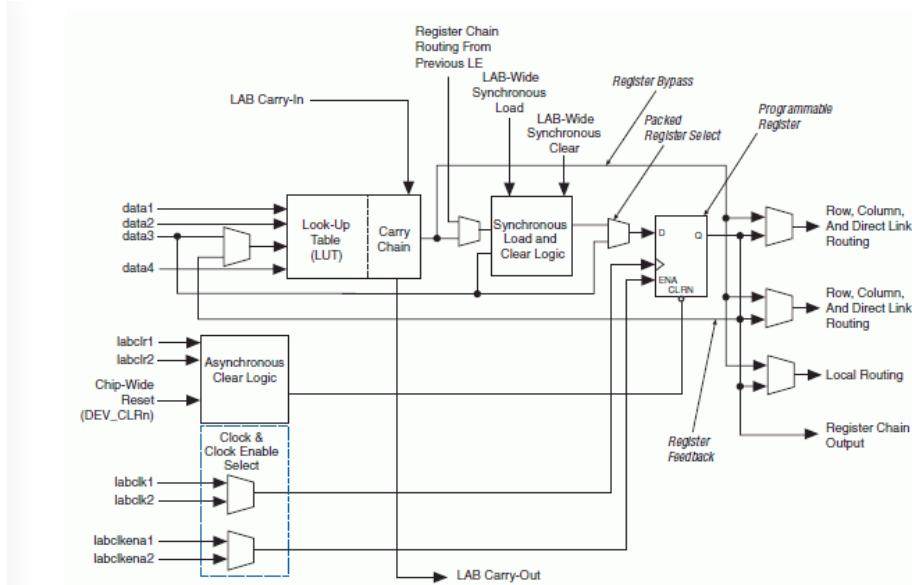 Register Chain
Routing From
Previous LE
LAB-Wide
Synchronous
Load
Register Bypass
Programmable
Register
LAB Carry-In
LAB-Wide
Synchronous
Clear
Packed
Register Select
data1
data2
data3
data4
Look-Up
Table
(LUT)
Carry
Chain
Synchronous
Load and
Clear Logic
D
Q
ENA
CLRN
Row, Column,
And Direct Link
Routing
Row, Column,
And Direct Link
Routing
labclr1
labclr2
Chip-Wide
Reset
(DEV_CLRn)
Asynchronous
Clear Logic
Local Routing
Register
Feedback
Register Chain
Output
Clock &
Clock Enable
Select
labclk1
labclk2
labclkena1
labclkena2
LAB Carry-Out